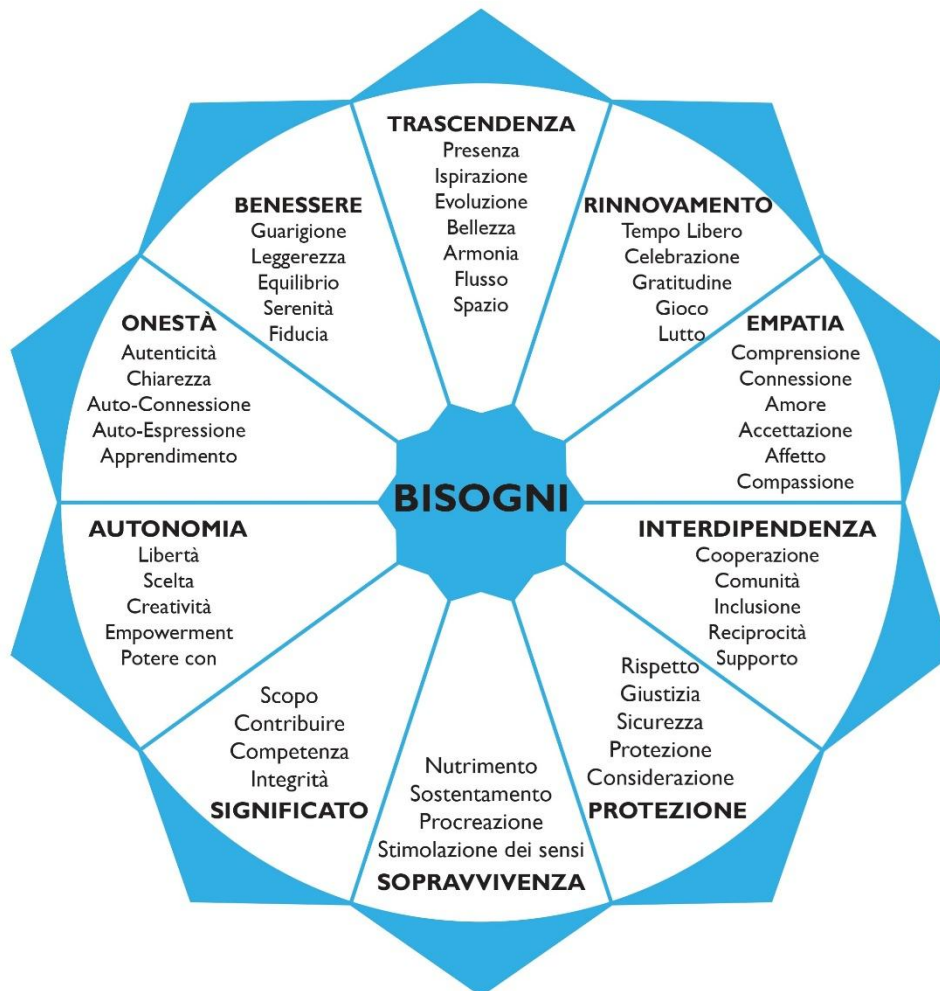 TRASCENDENZA
Presenza
Ispirazione
Evoluzione
Bellezza
Armonia
Flusso
Spazio
RINNOVAMENTO
Tempo Libero
Celebrazione
Gratitudine
Gioco
Lutto
EMPATIA
Comprensione
Connessione
Amore
Accettazione
Affetto
Compassione
INTERDIPENDENZA
Cooperazione
Comunità
Inclusione
Reciprocità
Supporto
Rispetto
Giustizia
Sicurezza
Protezione
Considerazione
PROTEZIONE
Nutrimento
Sostentamento
Procreazione
Stimolazione dei sensi
SOPRAVVIVENZA
Scopo
Contribuire
Competenza
Integrità
SIGNIFICATO
AUTONOMIA
Libertà
Scelta
Creatività
Empowerment
Potere con
ONESTÀ
Autenticità
Chiarezza
Auto-Connessione
Auto-Espressione
Apprendimento
BENESSERE
Guarigione
Leggerezza
Equilibrio
Serenità
Fiducia
BISOGNI